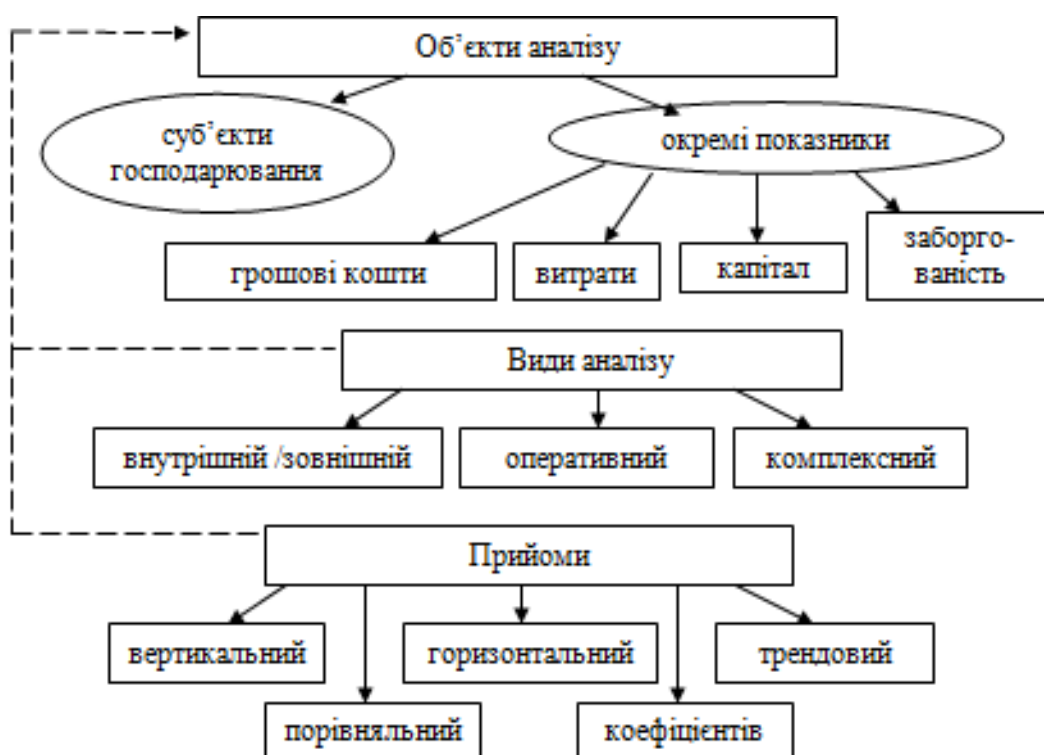 Об’єкти аналізу
суб’єкти
господарювання
окремі показники
грошові кошти
витрати
капітал
заборго-
ваність
Види аналізу
внутрішній /зовнішній
оперативний
комплексний
Прийоми
вертикальний
горизонтальний
трендовий
порівняльний
коефіцієнтів